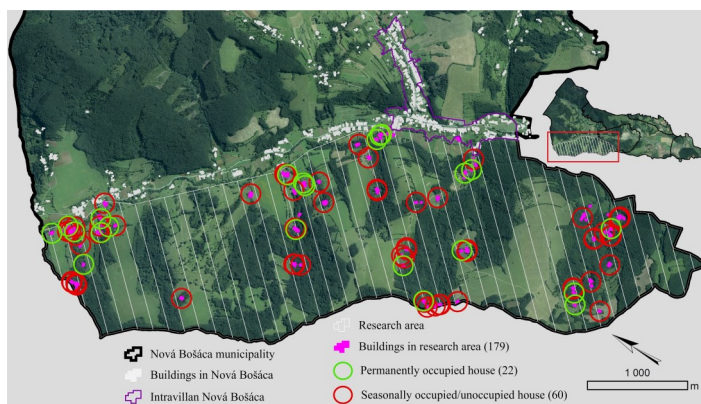 Research area
Nová Bošáca municipality
Buildings in research area (179)
Buildings in Nová Bošáca
Permanently occupied house (22)
Intravillan Nová Bošáca
Seasonally occupied/unoccupied house (60)
1 000
m